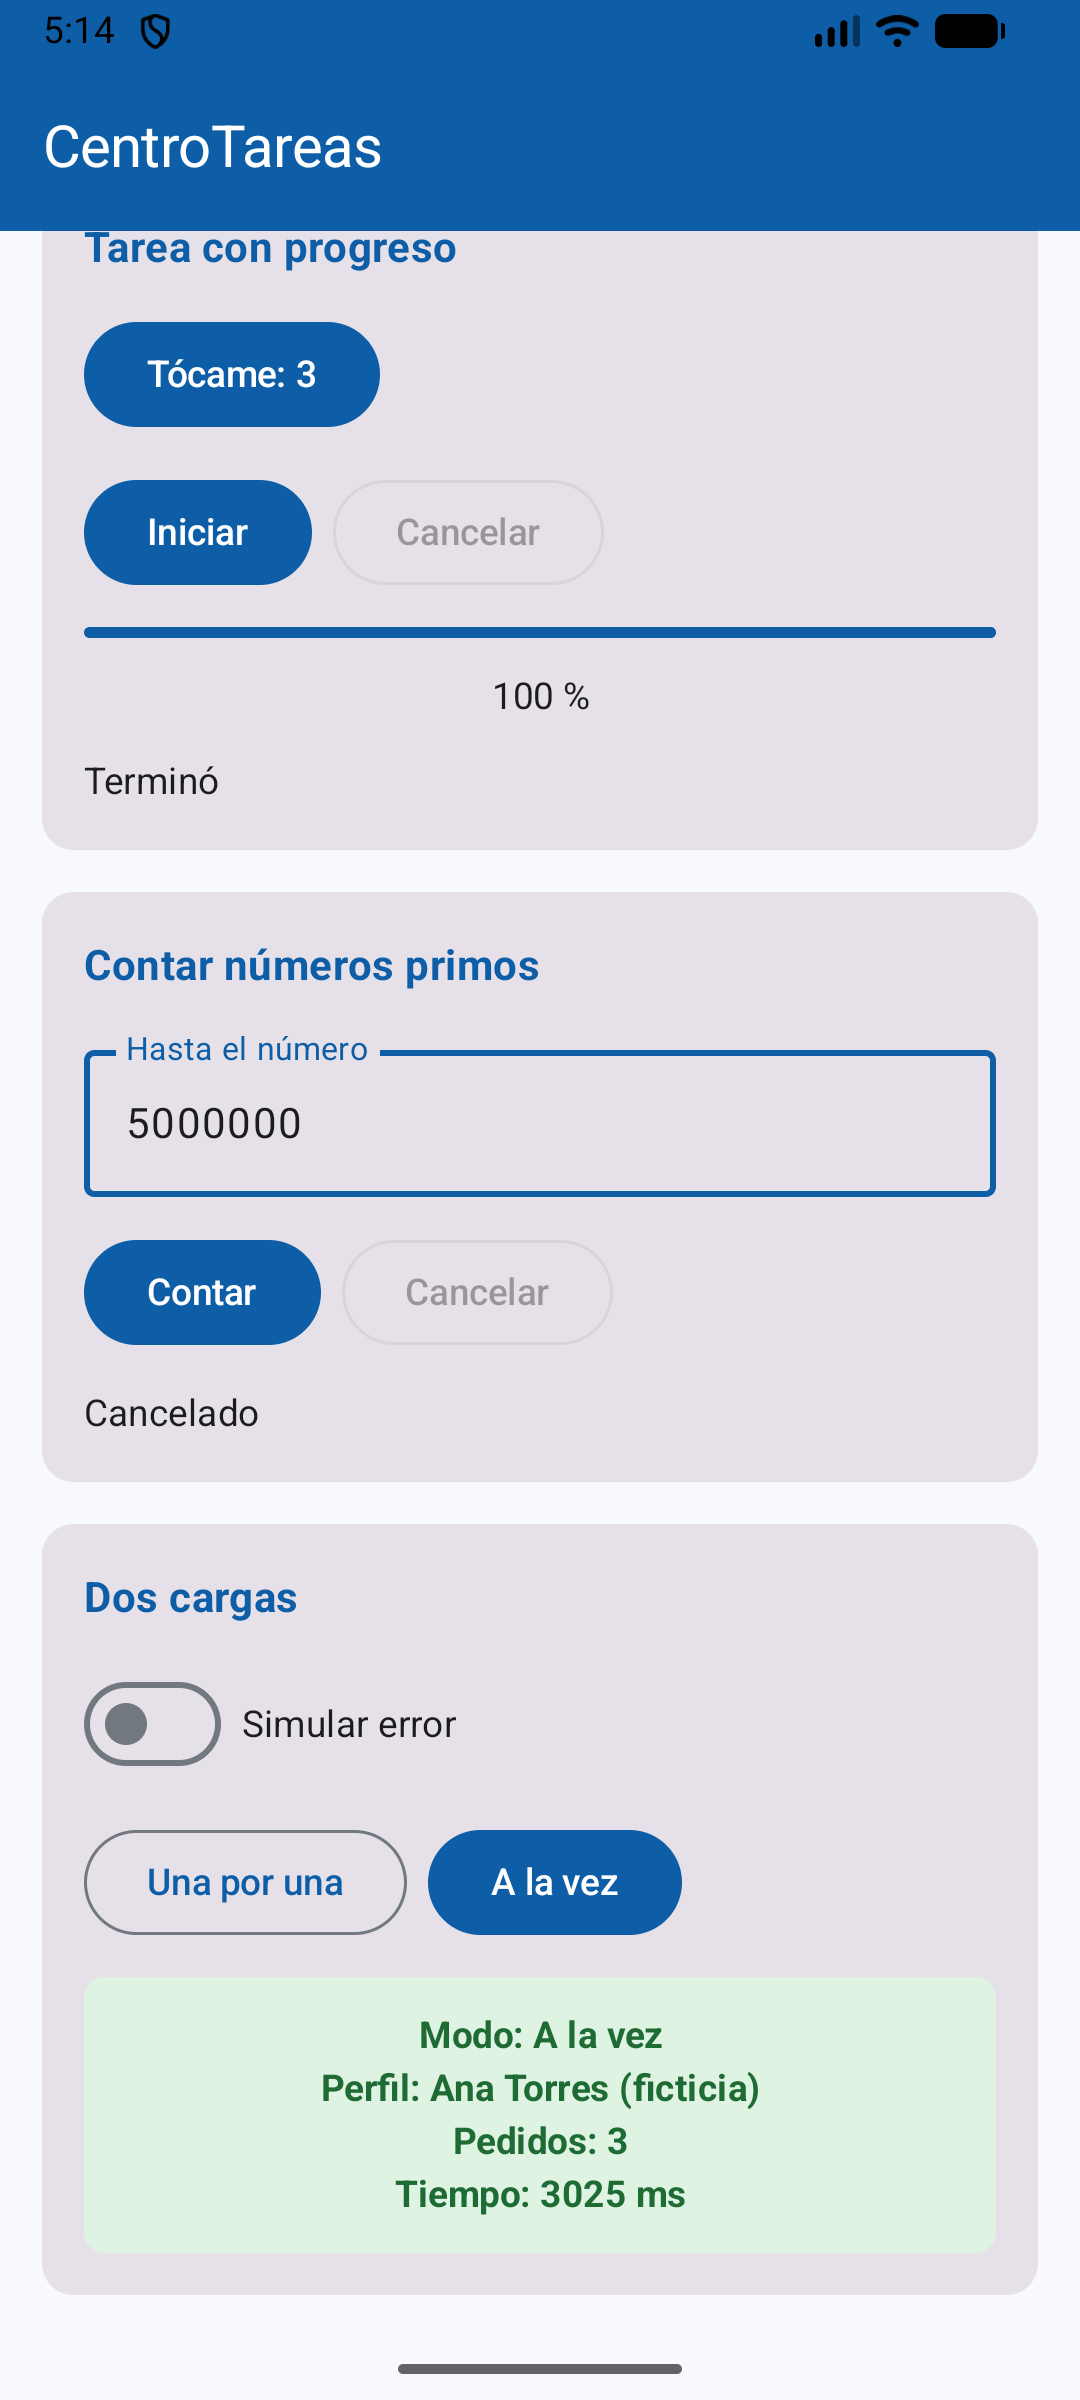 5:14
CentroTareas
Tarea con progreso
Tócame: 3
Iniciar
Cancelar
100 %
Terminó
Contar números primos
Hasta el número
5000000
Contar
Cancelar
Cancelado
Dos cargas
Simular error
Una por una
A la vez
Modo: A la vez
Perfil: Ana Torres (ficticia)
Pedidos: 3
Tiempo: 3025 ms